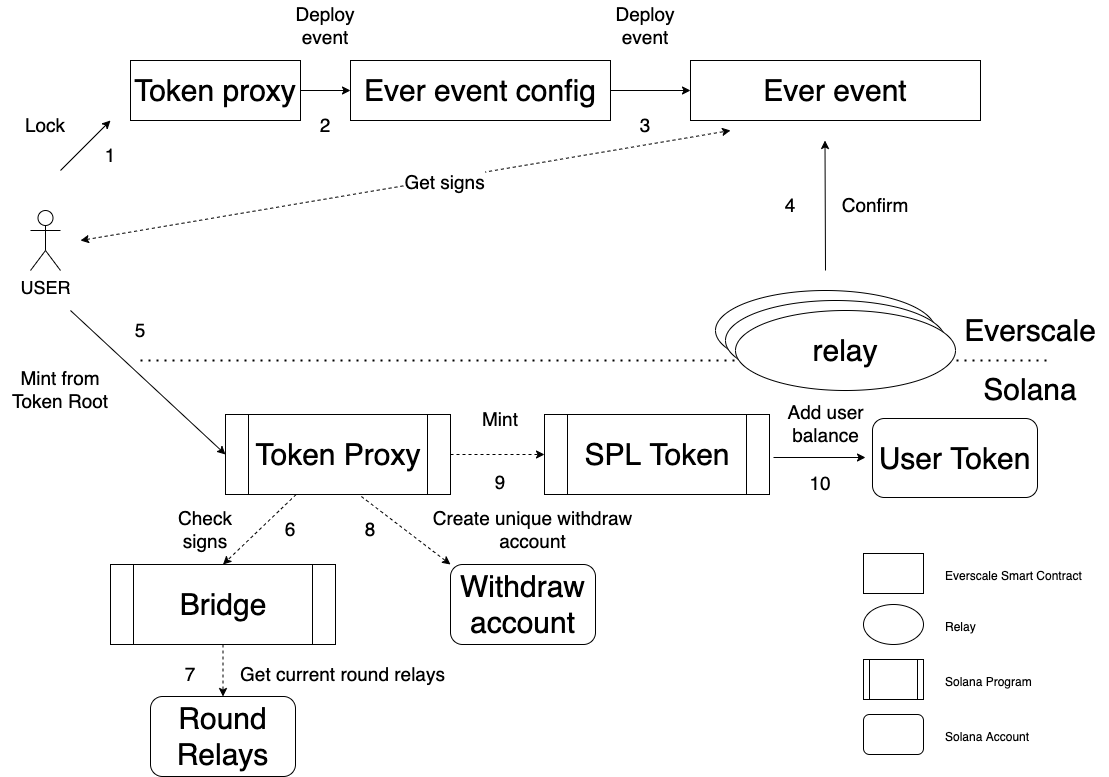 Deploy
event
Deploy
event
Token proxy
Ever event config
Ever event
Lock
1
2
3
Get signs
4
Confirm
USER
5
Everscale
relay
Mint from
Token Root
Solana
Mint
Add user
balance
Token Proxy
SPL Token
User Token
9
10
Check
signs
6
8
Create unique withdraw
account
Bridge
Withdraw
account
Everscale Smart Contract
Relay
7
Get current round relays
Solana Program
Round
Relays
Solana Account